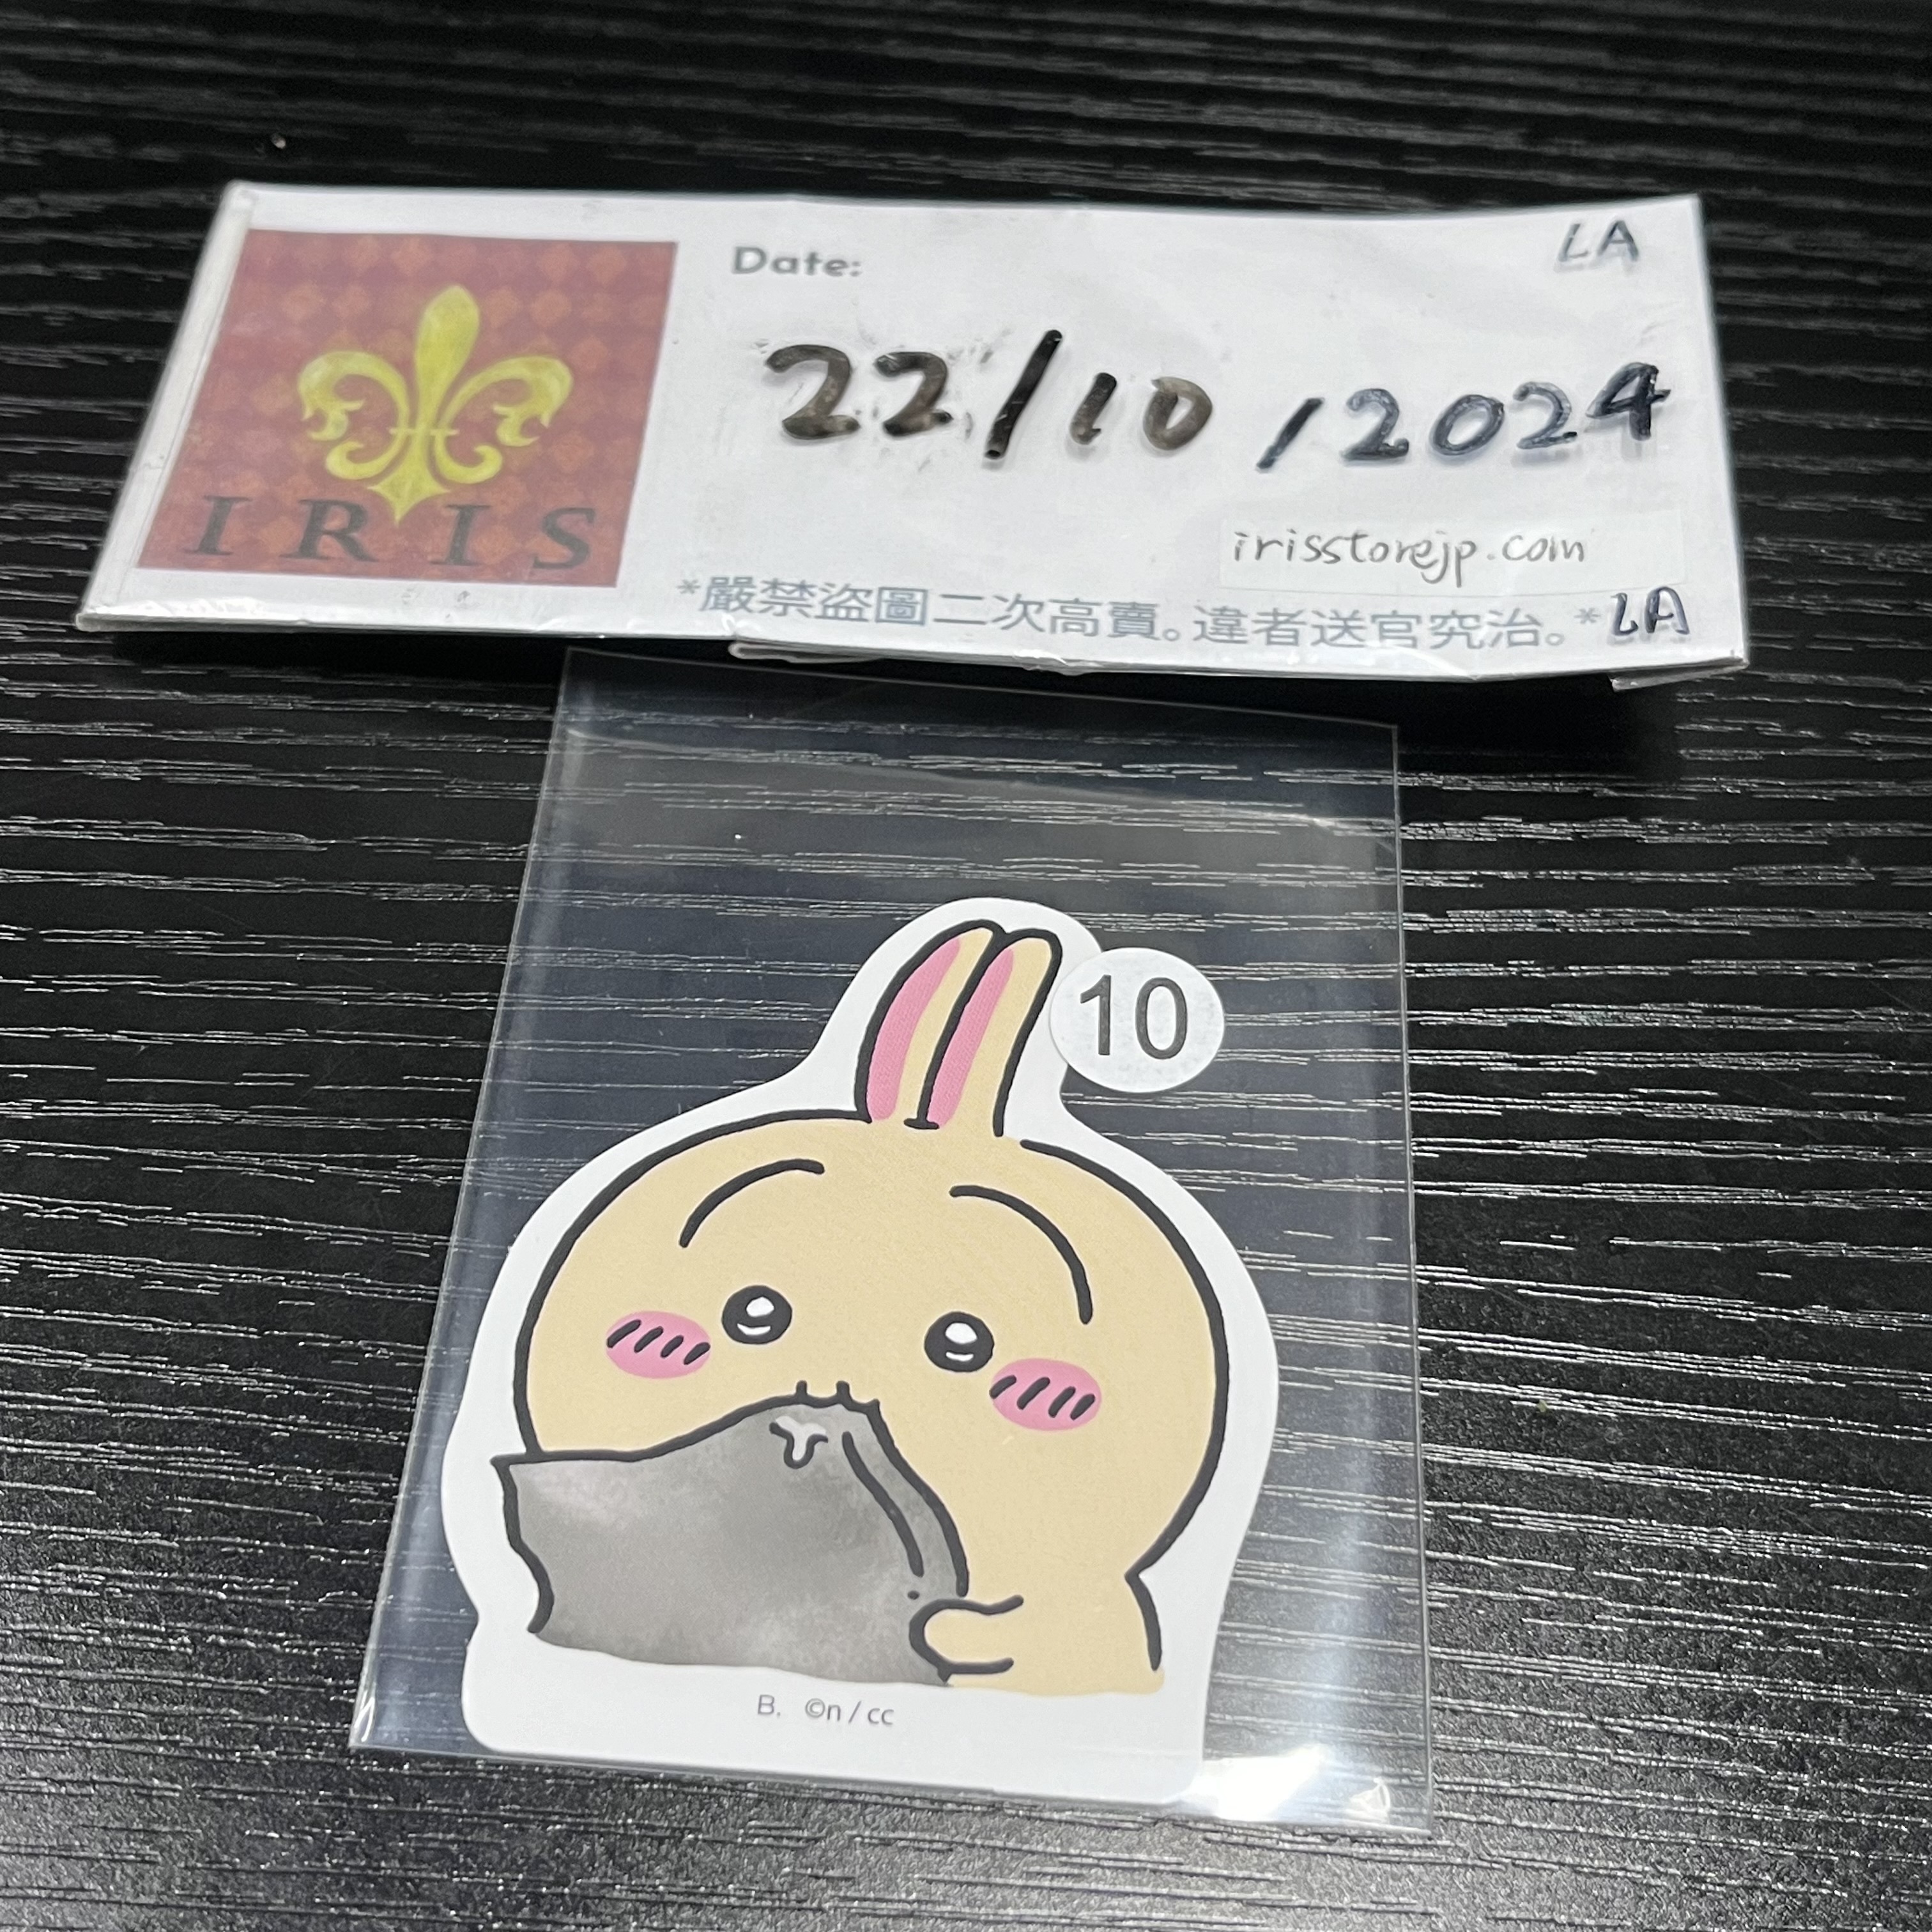 LA
Date:
22/10/2024
IRIS
irisstorejp.com
*嚴禁盜圖二次高賣。違者送官究治。*
LA
10
B. ©n / cc